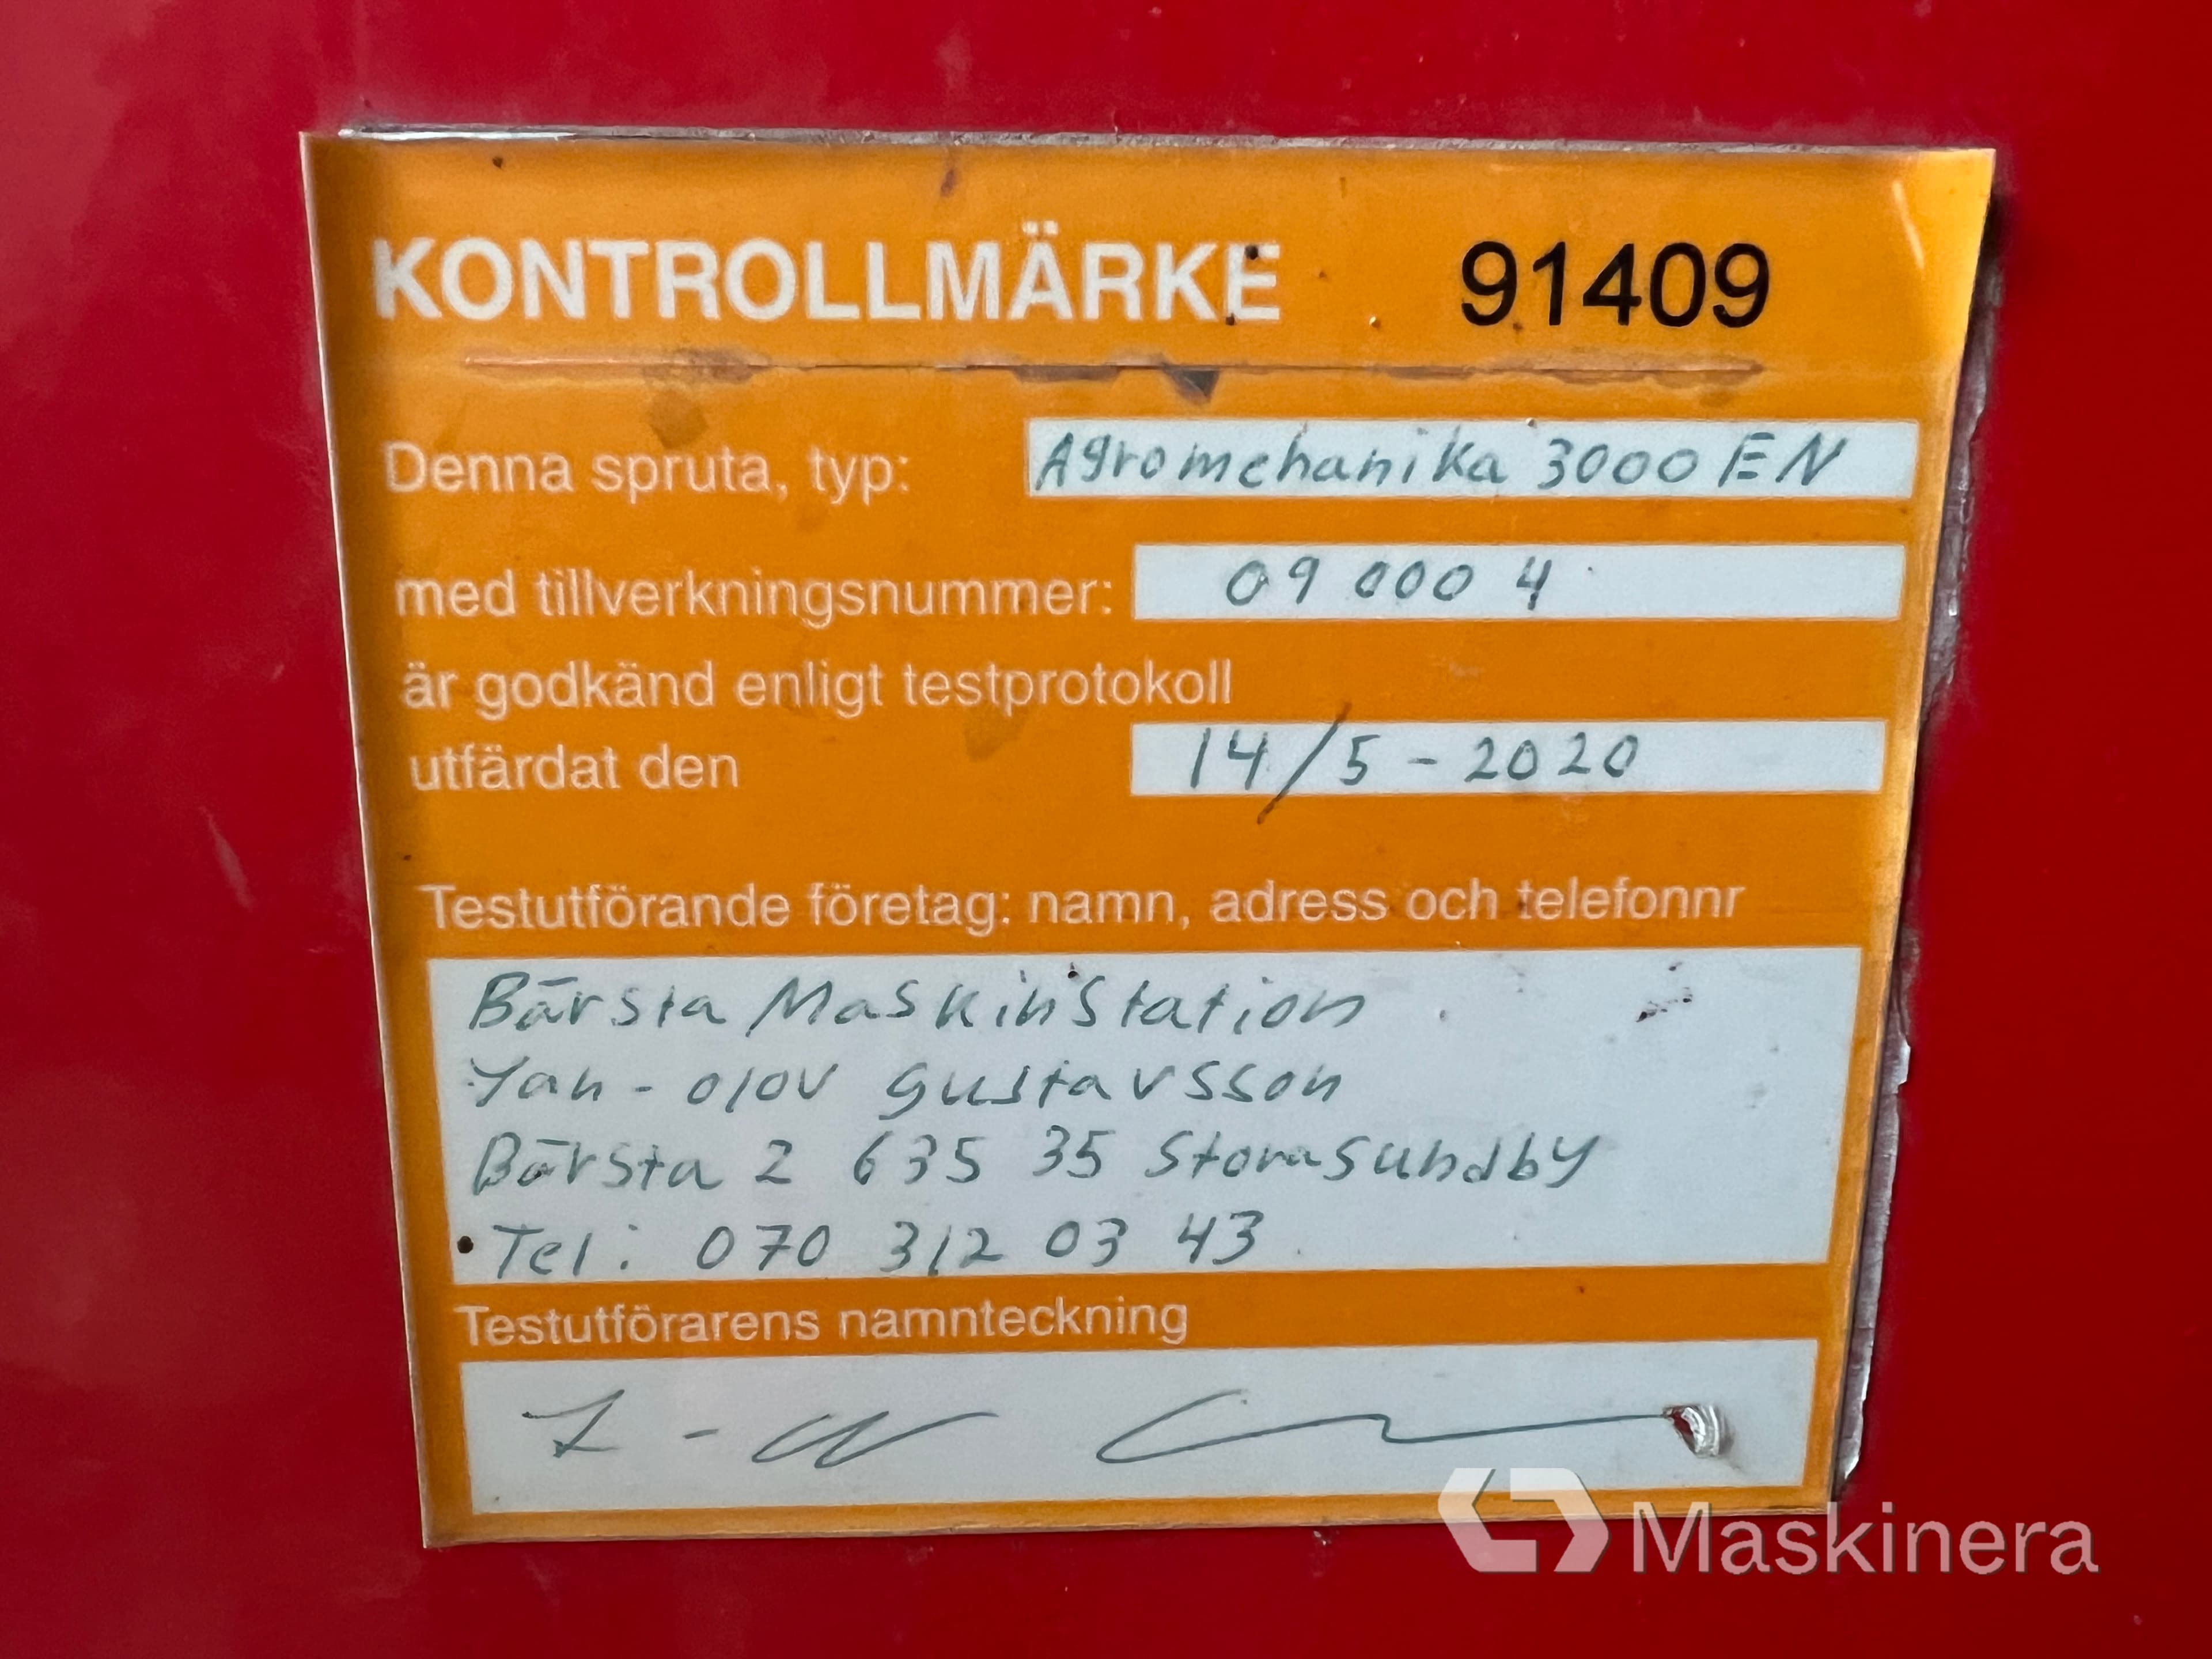 KONTROLLMÄRKE 91409
Denna spruta, typ: Agromehanika 3000 EN
med tillverkningsnummer: 09 000 4
är godkänd enligt testprotokoll
utfärdat den 14/5-2020
Testutförande företag: namn, adress och telefonnr
Bärsta Maskinstation
Jan-olov gustavsson
Bärsta 2 635 35 Stora sundby
Tel: 070 312 03 43
Testutförarens namnteckning
Maskinera